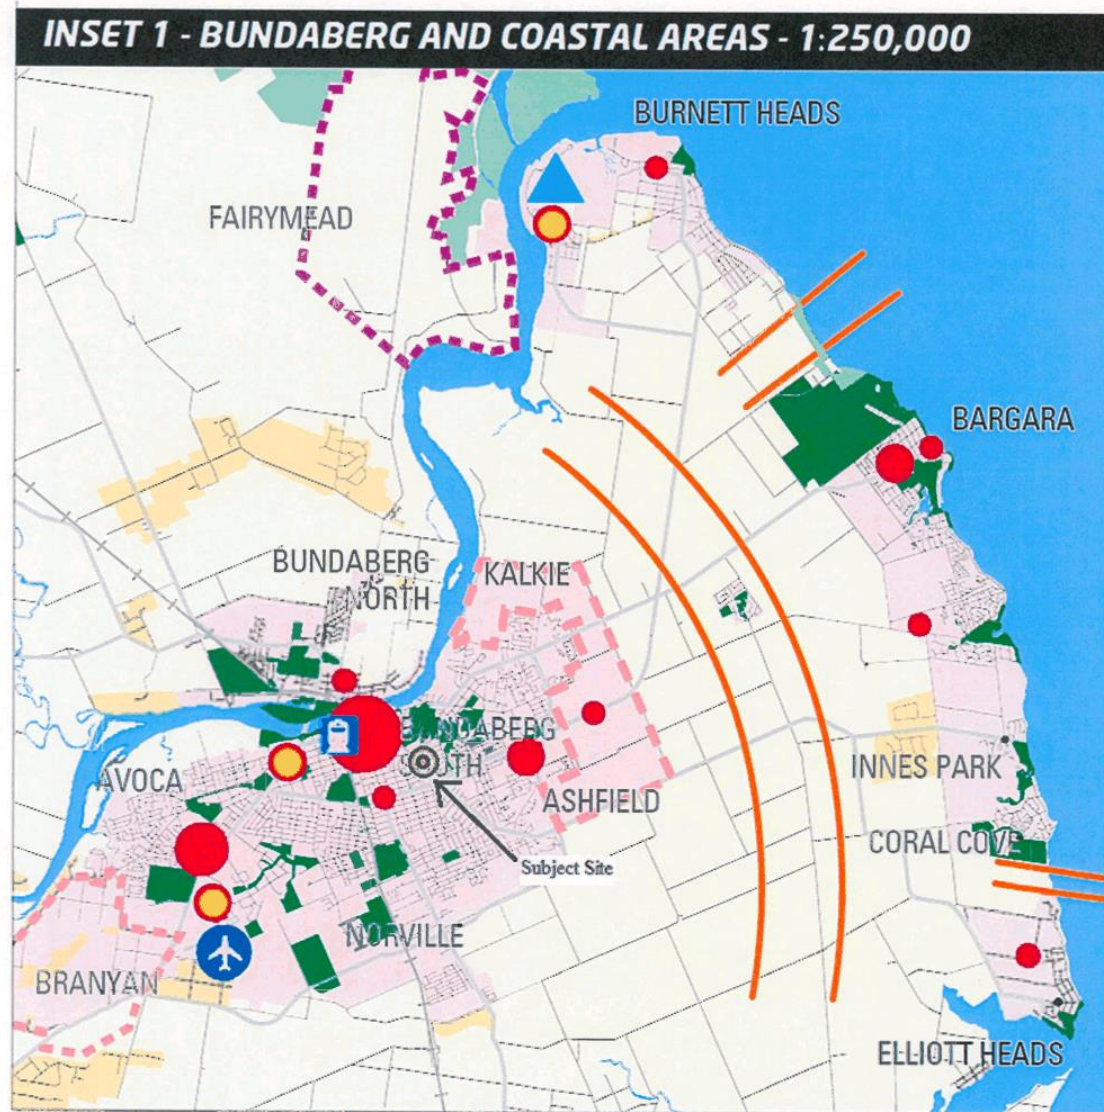 INSET 1 - BUNDABERG AND COASTAL AREAS - 1:250,000
BURNETT HEADS
FAIRYMEAD
BARGARA
BUNDABERG
NORTH
KALKIE
BUNDABERG
SOUTH
AVOCA
INNES PARK
ASHFIELD
CORAL COVE
Subject Site
NORVILLE
BRANYAN
ELLIOTT HEADS